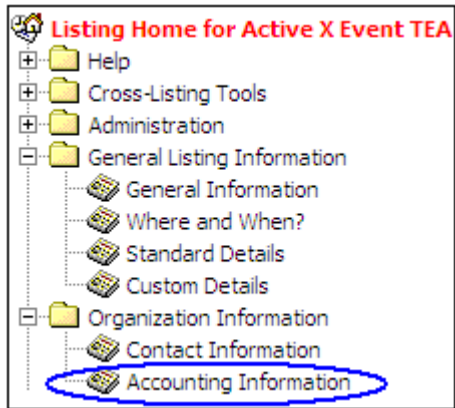 Listing Home for Active X Event TEA
Help
Cross-Listing Tools
Administration
General Listing Information
General Information
Where and When?
Standard Details
Custom Details
Organization Information
Contact Information
Accounting Information